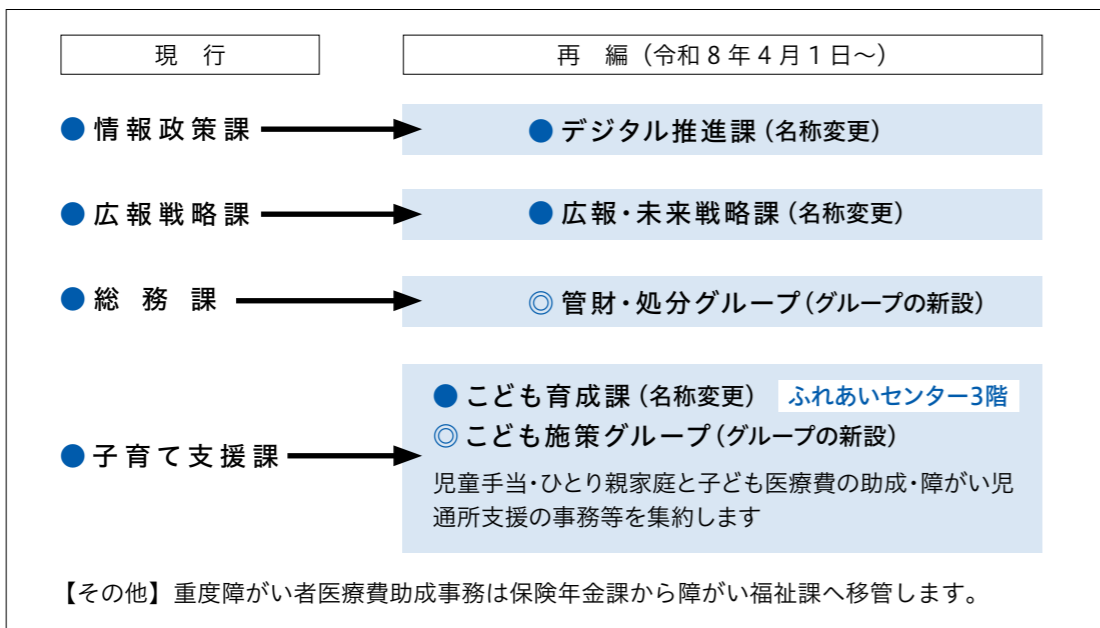 現 行
再 編（令和8年4月1日～）
●情報政策課
●デジタル推進課（名称変更）
●広報戦略課
●広報・未来戦略課（名称変更）
●総 務 課
◎管財・処分グループ（グループの新設）
●子育て支援課
●こども育成課（名称変更） ふれあいセンター3階
◎こども施策グループ（グループの新設）
児童手当・ひとり親家庭と子ども医療費の助成・障がい児
通所支援の事務等を集約します
【その他】重度障がい者医療費助成事務は保険年金課から障がい福祉課へ移管します。